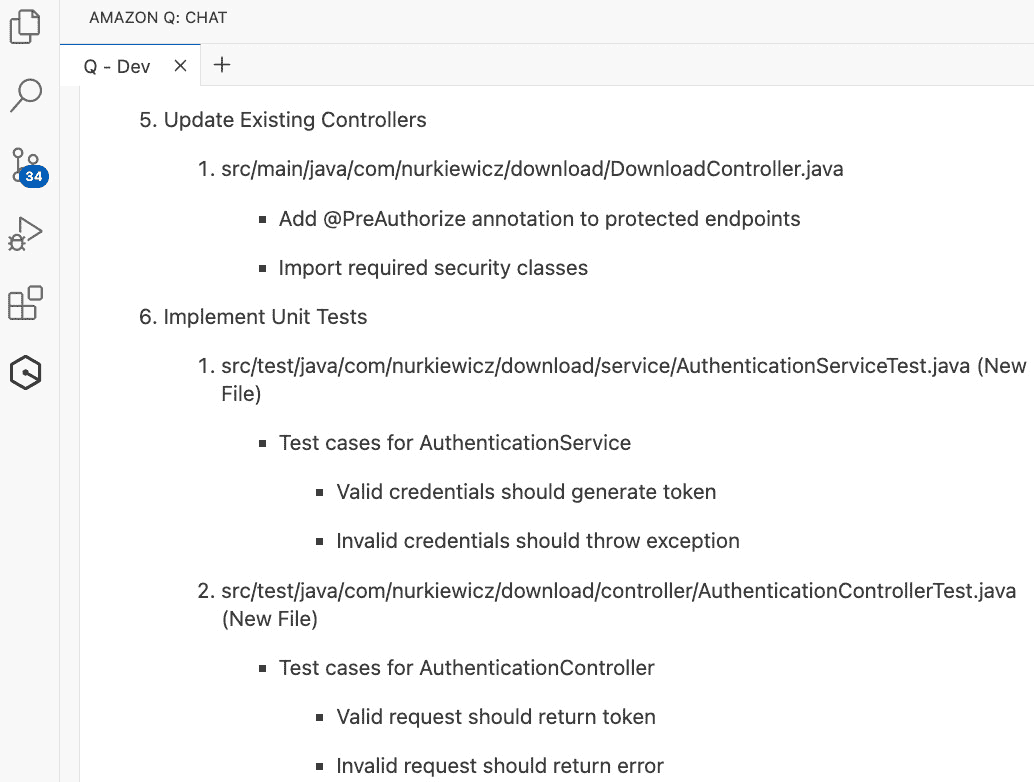 AMAZON Q: CHAT
Q - Dev
34
5. Update Existing Controllers
1. src/main/java/com/nurkiewicz/download/DownloadController.java
▪ Add @PreAuthorize annotation to protected endpoints
▪ Import required security classes
6. Implement Unit Tests
1. src/test/java/com/nurkiewicz/download/service/AuthenticationServiceTest.java (New
File)
▪ Test cases for AuthenticationService
▪ Valid credentials should generate token
▪ Invalid credentials should throw exception
2. src/test/java/com/nurkiewicz/download/controller/AuthenticationControllerTest.java
(New File)
▪ Test cases for AuthenticationController
▪ Valid request should return token
▪ Invalid request should return error